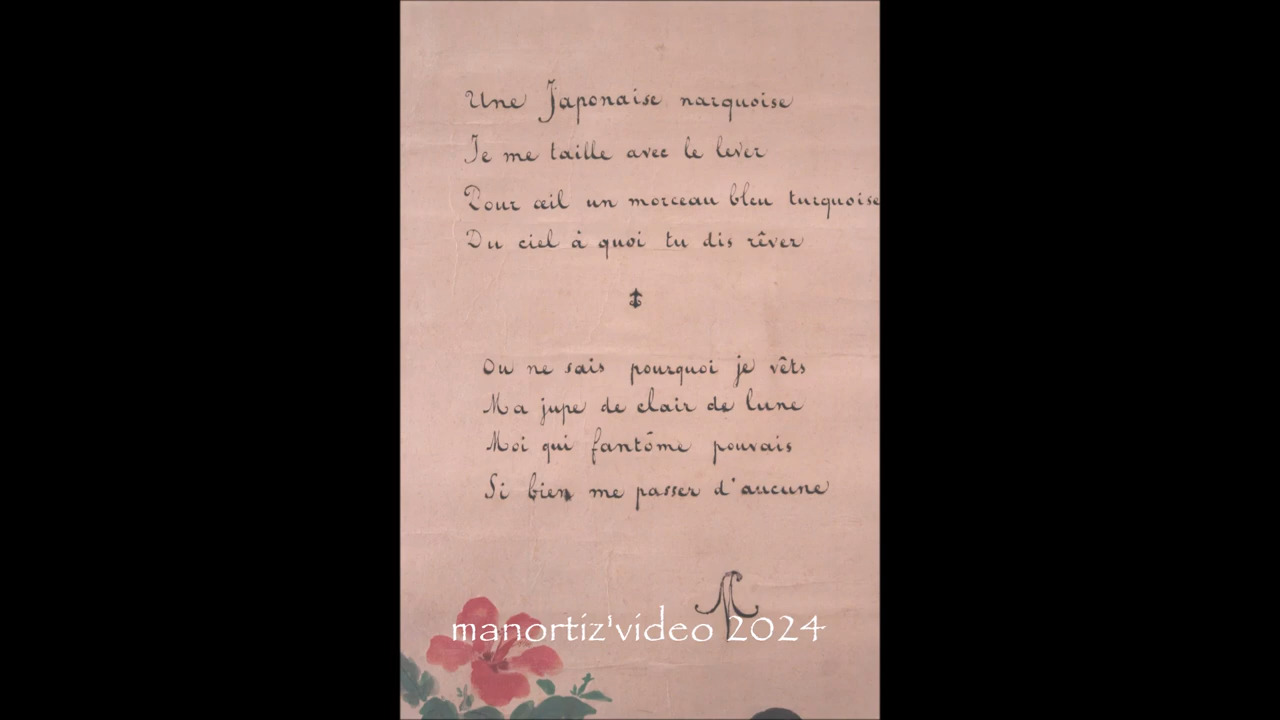 Une Japonaise narquoise
Je me taille avec le lever
Pour œil un morceau bleu turquoise
Du ciel à quoi tu dis rêver
On ne sais pourquoi je vêts
Ma jupe de clair de lune
Moi qui fantôme pouvais
Si bien me passer d'aucune
M
manortiz'video 2024